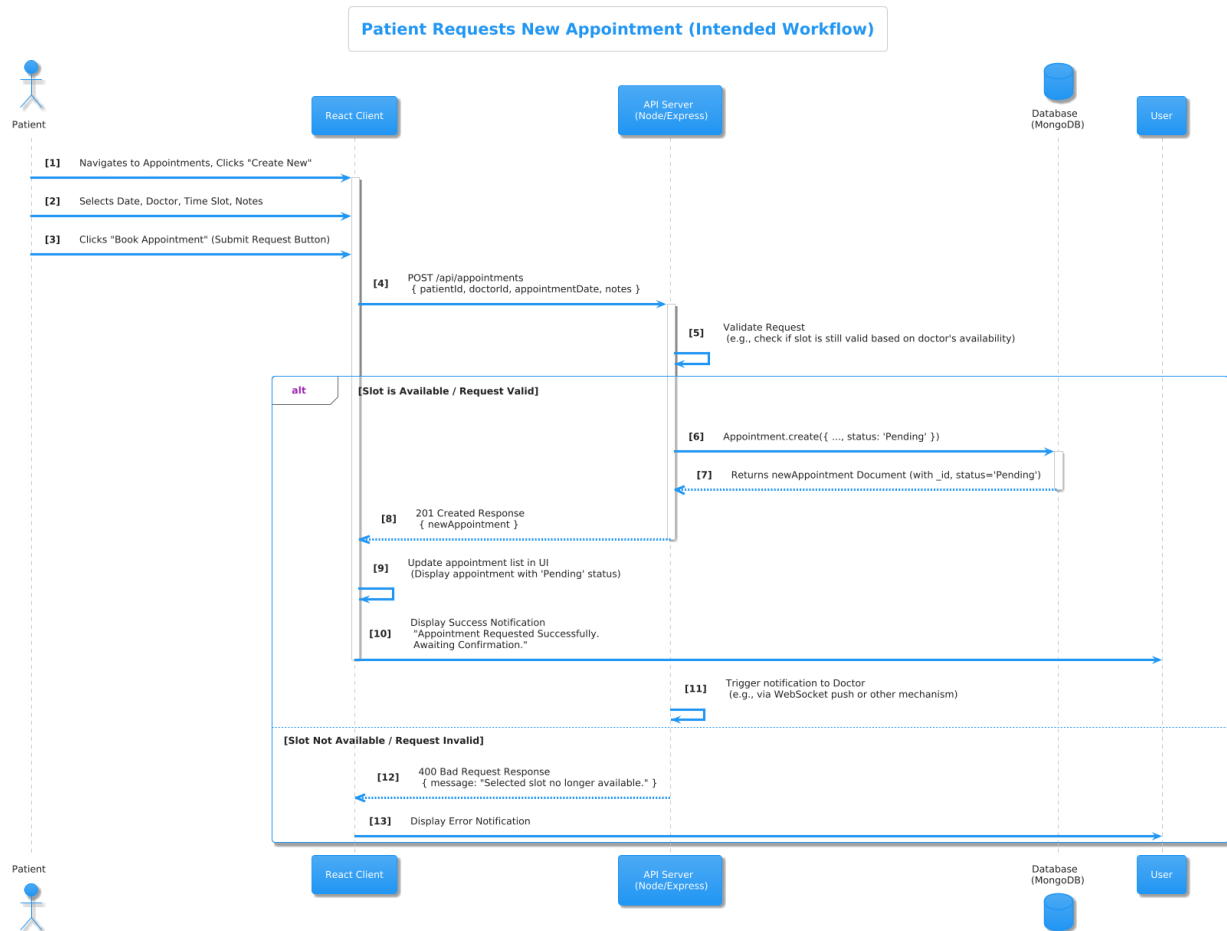 Patient Requests New Appointment (Intended Workflow)
Patient
React Client
API Server
(Node/Express)
Database
(MongoDB)
User
[1] Navigates to Appointments, Clicks "Create New"
[2] Selects Date, Doctor, Time Slot, Notes
[3] Clicks "Book Appointment" (Submit Request Button)
[4] POST /api/appointments
{ patientId, doctorId, appointmentDate, notes }
[5] Validate Request
(e.g., check if slot is still valid based on doctor's availability)
alt [Slot is Available / Request Valid]
[6] Appointment.create({ ..., status: 'Pending' })
[7] Returns newAppointment Document (with _id, status='Pending')
[8] 201 Created Response
{ newAppointment }
[9] Update appointment list in UI
(Display appointment with 'Pending' status)
[10] Display Success Notification
"Appointment Requested Successfully.
Awaiting Confirmation."
[11] Trigger notification to Doctor
(e.g., via WebSocket push or other mechanism)
[Slot Not Available / Request Invalid]
[12] 400 Bad Request Response
{ message: "Selected slot no longer available." }
[13] Display Error Notification
Patient
React Client
API Server
(Node/Express)
Database
(MongoDB)
User